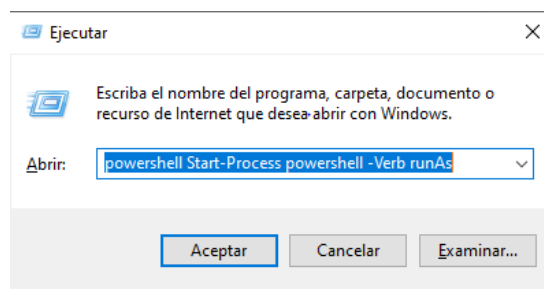 Ejecutar
Escriba el nombre del programa, carpeta, documento o
recurso de Internet que desea abrir con Windows.
Abrir:
powershell Start-Process powershell -Verb runAs
Aceptar
Cancelar
Examinar...